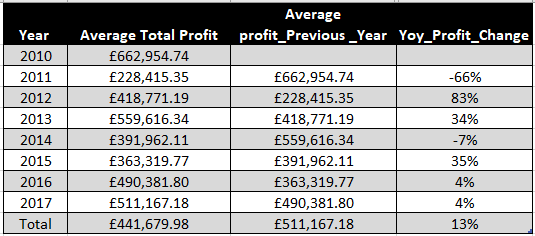 Year Average Total Profit Average profit_Previous _Year Yoy_Profit_Change
2010 £662,954.74
2011 £228,415.35 £662,954.74 -66%
2012 £418,771.19 £228,415.35 83%
2013 £559,616.34 £418,771.19 34%
2014 £391,962.11 £559,616.34 -7%
2015 £363,319.77 £391,962.11 35%
2016 £490,381.80 £363,319.77 4%
2017 £511,167.18 £490,381.80 4%
Total £441,679.98 £511,167.18 13%